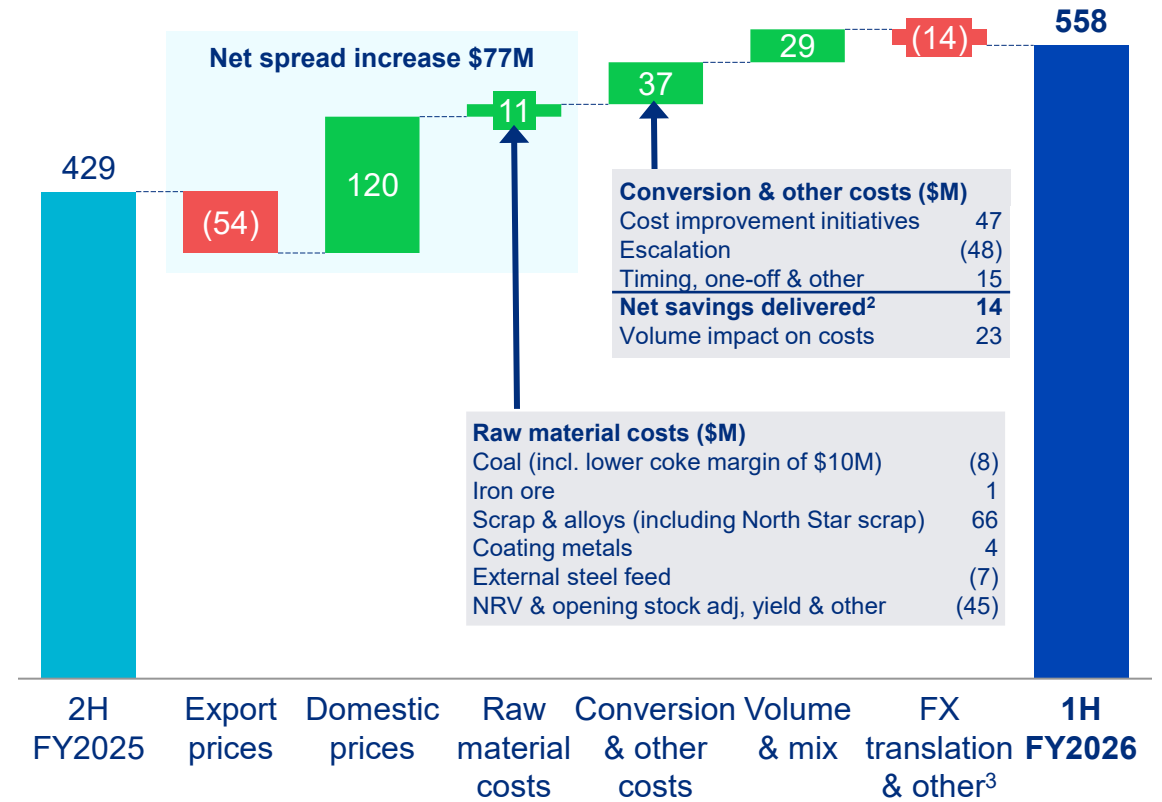 558
Net spread increase $77M
429
(54)
120
11
37
29
(14)
Conversion & other costs ($M)
Cost improvement initiatives 47
Escalation (48)
Timing, one-off & other 15
Net savings delivered² 14
Volume impact on costs 23
Raw material costs ($M)
Coal (incl. lower coke margin of $10M) (8)
Iron ore 1
Scrap & alloys (including North Star scrap) 66
Coating metals 4
External steel feed (7)
NRV & opening stock adj, yield & other (45)
2H
FY2025
Export
prices
Domestic
prices
Raw
material
costs
Conversion
& other
costs
Volume
& mix
FX
translation
& other³
1H
FY2026